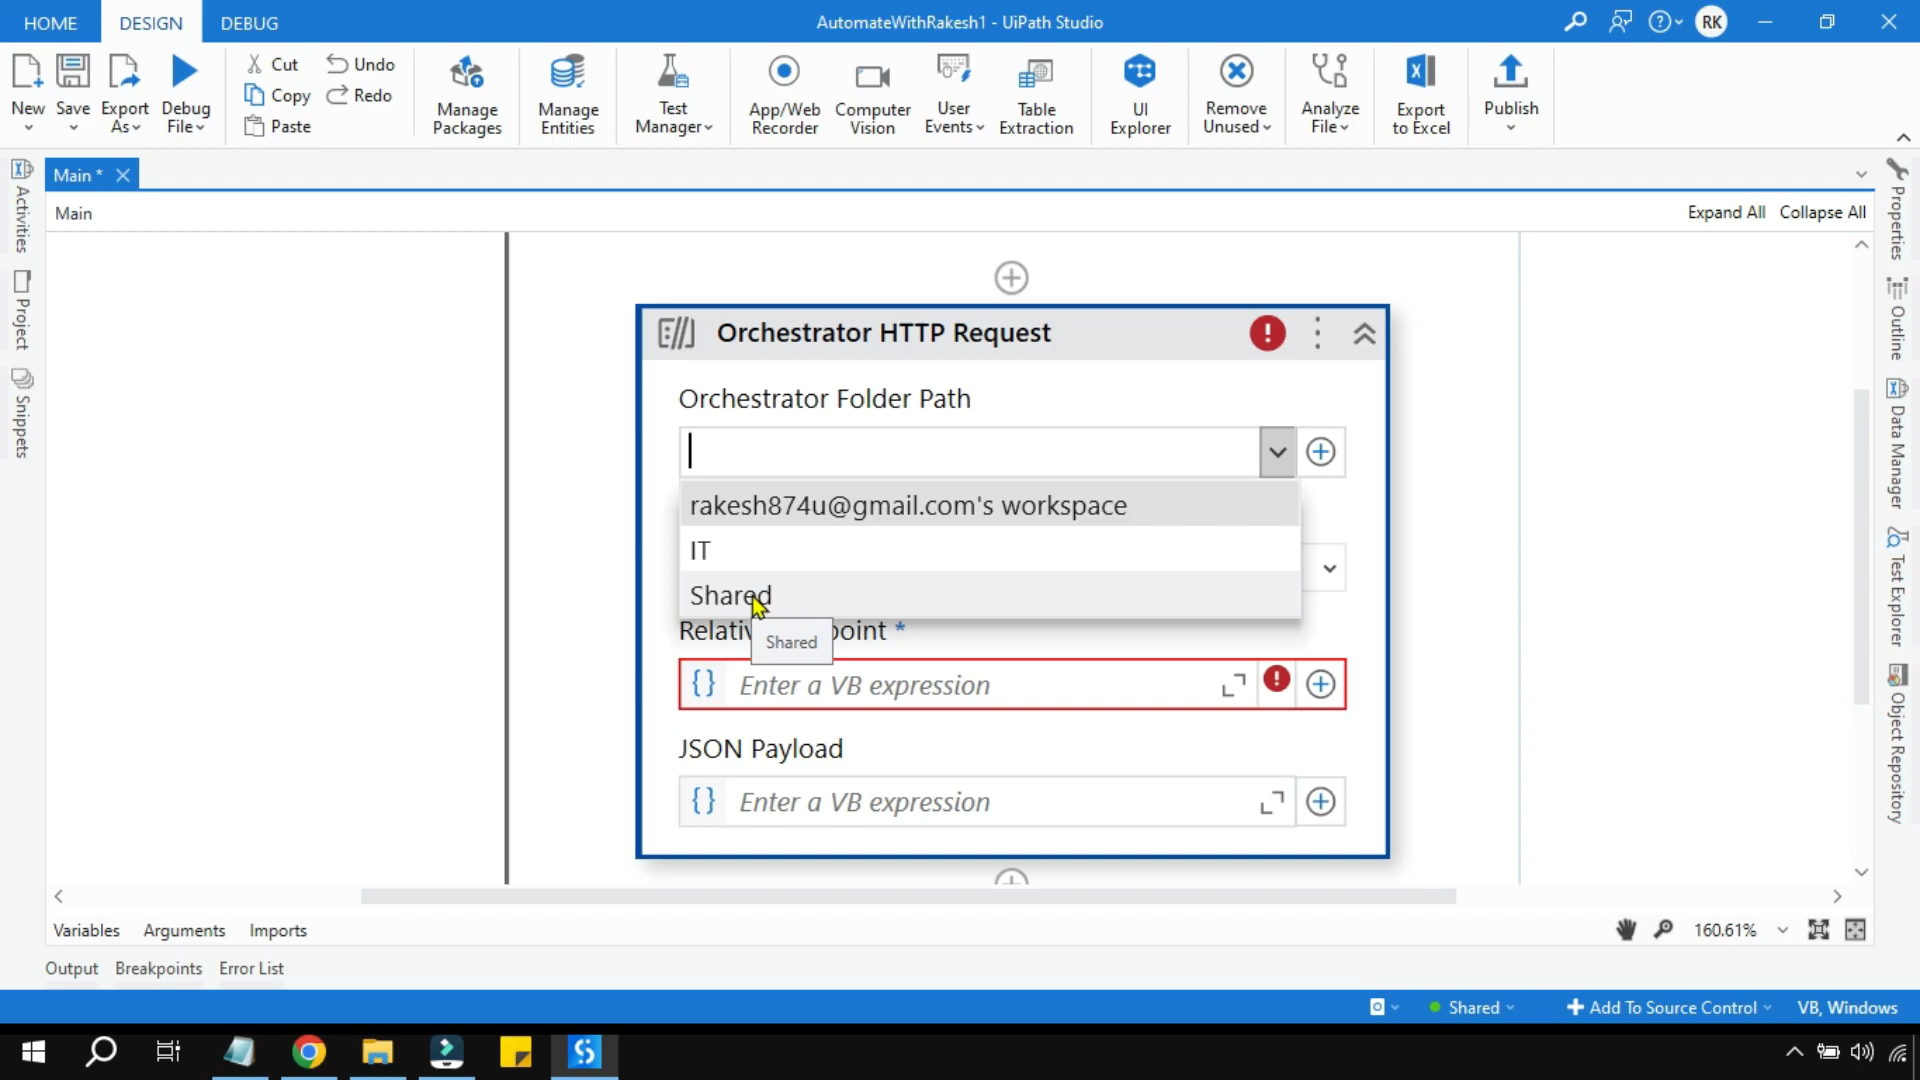 HOME DESIGN DEBUG AutomateWithRakesh1 - UiPath Studio RK
New Save Export As Debug File Cut Copy Paste Undo Redo Manage Packages Manage Entities Test Manager App/Web Recorder Computer Vision User Events Table Extraction UI Explorer Remove Unused Analyze File Export to Excel Publish
Main *
Main Expand All Collapse All
Activities
Project
Snippets
Properties
Outline
Data Manager
Test Explorer
Object Repository
Orchestrator HTTP Request
Orchestrator Folder Path
rakesh874u@gmail.com's workspace
IT
Shared
Shared
Relativ point *
Enter a VB expression
JSON Payload
Enter a VB expression
Variables Arguments Imports 160.61%
Output Breakpoints Error List
Shared Add To Source Control VB, Windows